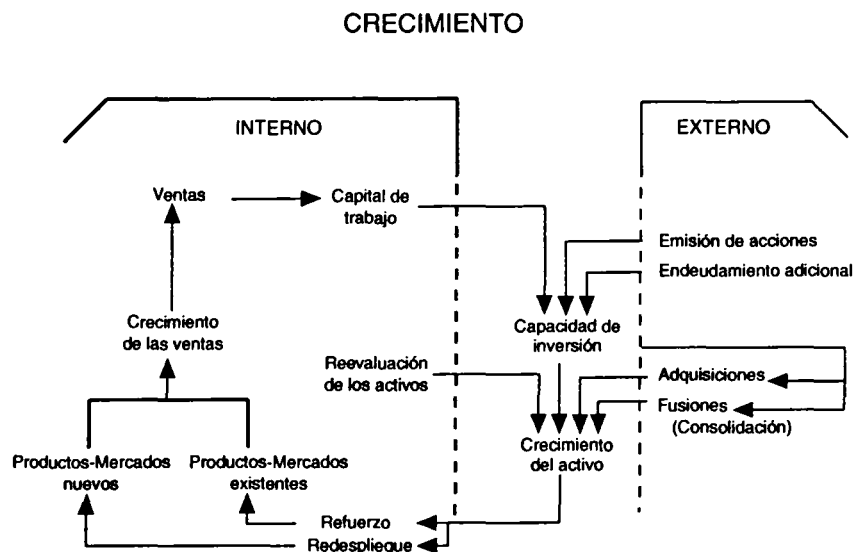 CRECIMIENTO
INTERNO
EXTERNO
Ventas
Capital de
trabajo
Emisión de acciones
Endeudamiento adicional
Crecimiento
de las ventas
Capacidad de
inversión
Reevaluación
de los activos
Adquisiciones
Fusiones
(Consolidación)
Crecimiento
del activo
Productos-Mercados
nuevos
Productos-Mercados
existentes
Refuerzo
Redespliegue